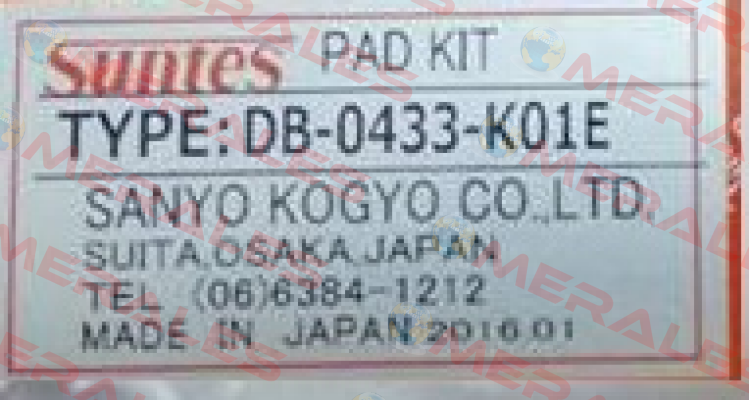 Suntes PAD KIT
TYPE:DB-0433-K01E
SANYO KOGYO CO.,LTD.
SUITA,OSAKA,JAPAN
TEL (06)6384-1212
MADE IN JAPAN 2016.01
MERALES